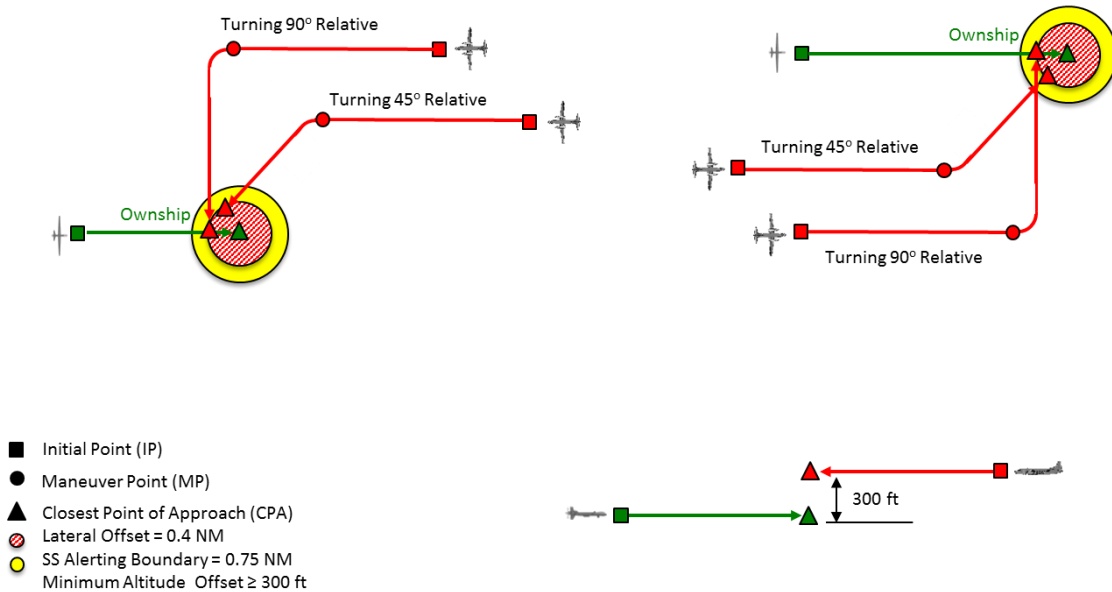 Turning 90° Relative
Turning 45° Relative
Ownship
Ownship
Turning 45° Relative
Turning 90° Relative
Initial Point (IP)
Maneuver Point (MP)
Closest Point of Approach (CPA)
Lateral Offset = 0.4 NM
SS Alerting Boundary = 0.75 NM
Minimum Altitude Offset ≥ 300 ft
300 ft